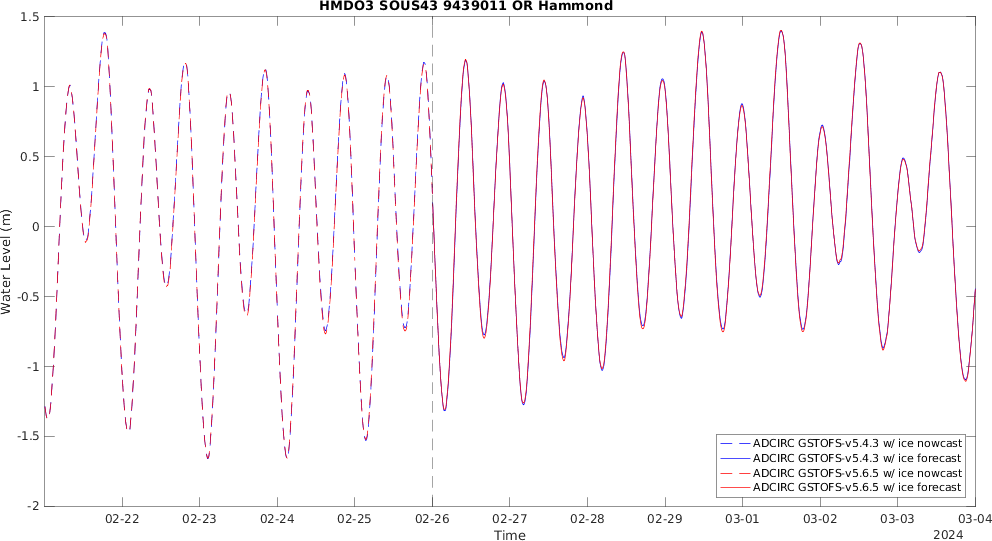 HMDO3 SOUS43 9439011 OR Hammond
1.5
1
0.5
0
-0.5
-1
-1.5
-2
Water Level (m)
02-22 02-23 02-24 02-25 02-26 02-27 02-28 02-29 03-01 03-02 03-03 03-04
Time
2024
ADCIRC GSTOFS-v5.4.3 w/ ice nowcast
ADCIRC GSTOFS-v5.4.3 w/ ice forecast
ADCIRC GSTOFS-v5.6.5 w/ ice nowcast
ADCIRC GSTOFS-v5.6.5 w/ ice forecast